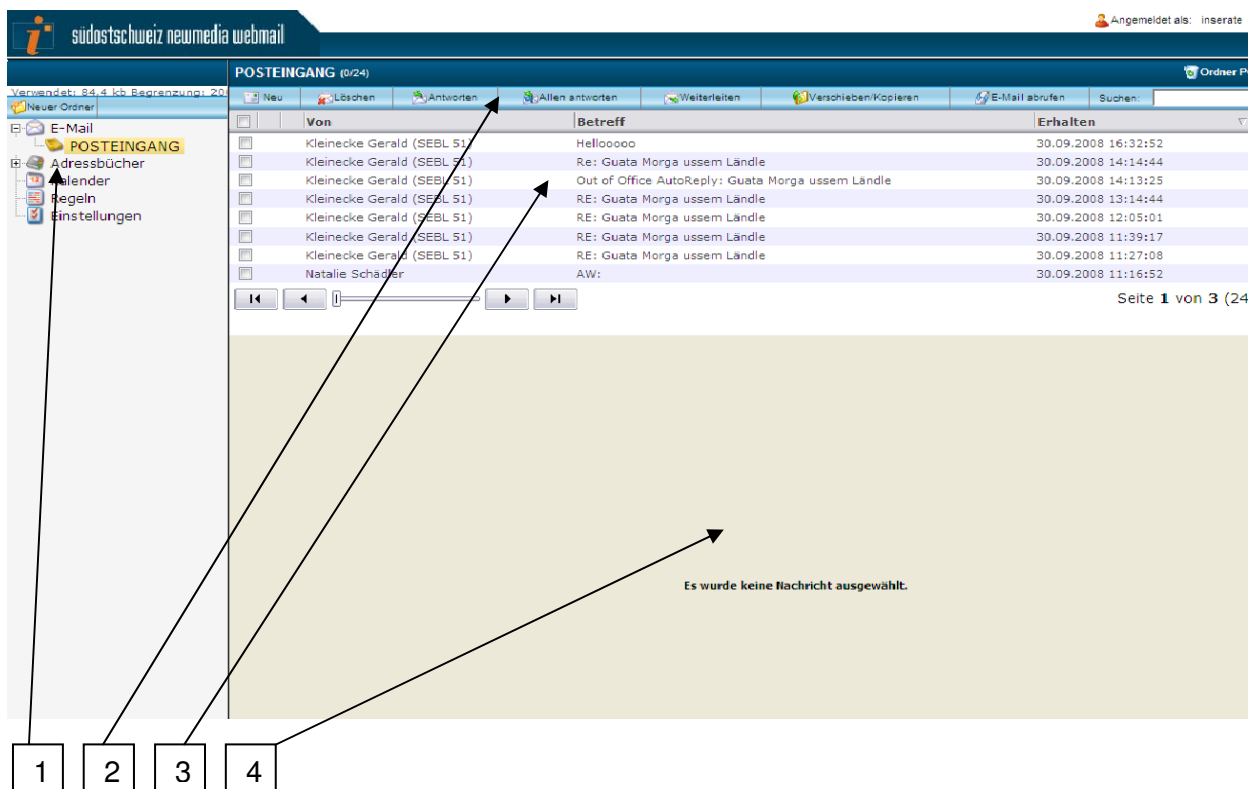 südostschweiz newmedia webmail
Angemeldet als: inserate
POSTEINGANG (0/24)
Ordner
Verwendet: 84,4 kb Begrenzung:
Neuer Ordner
Neu Löschen Antworten Allen antworten Weiterleiten Verschieben/Kopieren E-Mail abrufen Suchen:
E-Mail
POSTEINGANG
Adressbücher
Kalender
Regeln
Einstellungen
Von Betreff Erhalten
Kleinecke Gerald (SEBL 51) Hellooooo 30.09.2008 16:32:52
Kleinecke Gerald (SEBL 51) Re: Guata Morga ussem Ländle 30.09.2008 14:14:44
Kleinecke Gerald (SEBL 51) Out of Office AutoReply: Guata Morga ussem Ländle 30.09.2008 14:13:25
Kleinecke Gerald (SEBL 51) RE: Guata Morga ussem Ländle 30.09.2008 13:14:44
Kleinecke Gerald (SEBL 51) RE: Guata Morga ussem Ländle 30.09.2008 12:05:01
Kleinecke Gerald (SEBL 51) RE: Guata Morga ussem Ländle 30.09.2008 11:39:17
Kleinecke Gerald (SEBL 51) RE: Guata Morga ussem Ländle 30.09.2008 11:27:08
Natalie Schädler AW: 30.09.2008 11:16:52
Seite 1 von 3 (24
Es wurde keine Nachricht ausgewählt.
1 2 3 4